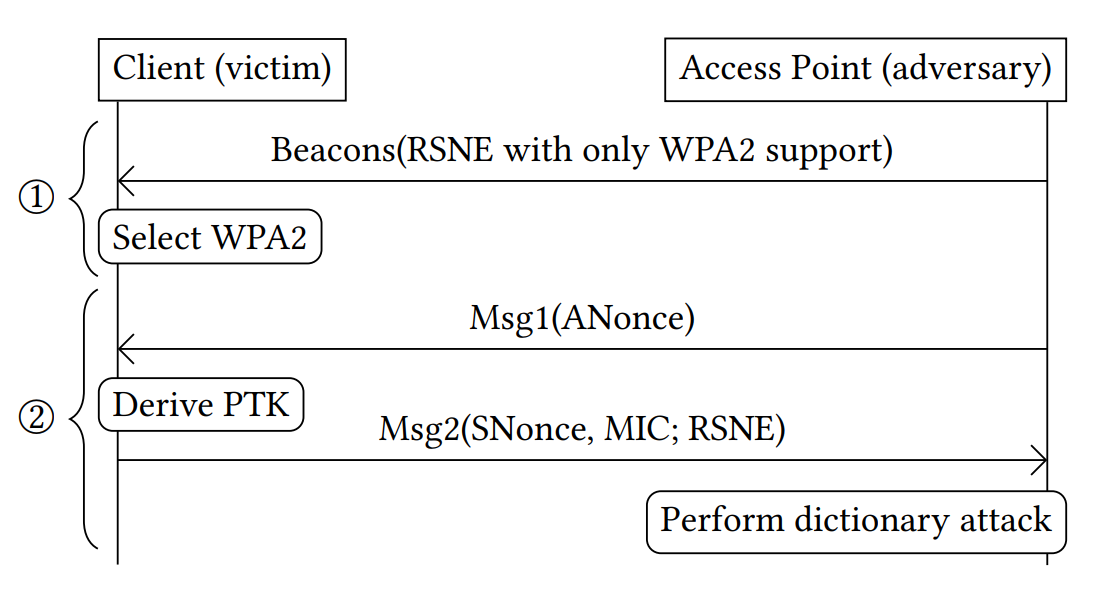 Client (victim)
Access Point (adversary)
Beacons(RSNE with only WPA2 support)
①
Select WPA2
Msg1(ANonce)
②
Derive PTK
Msg2(SNonce, MIC; RSNE)
Perform dictionary attack